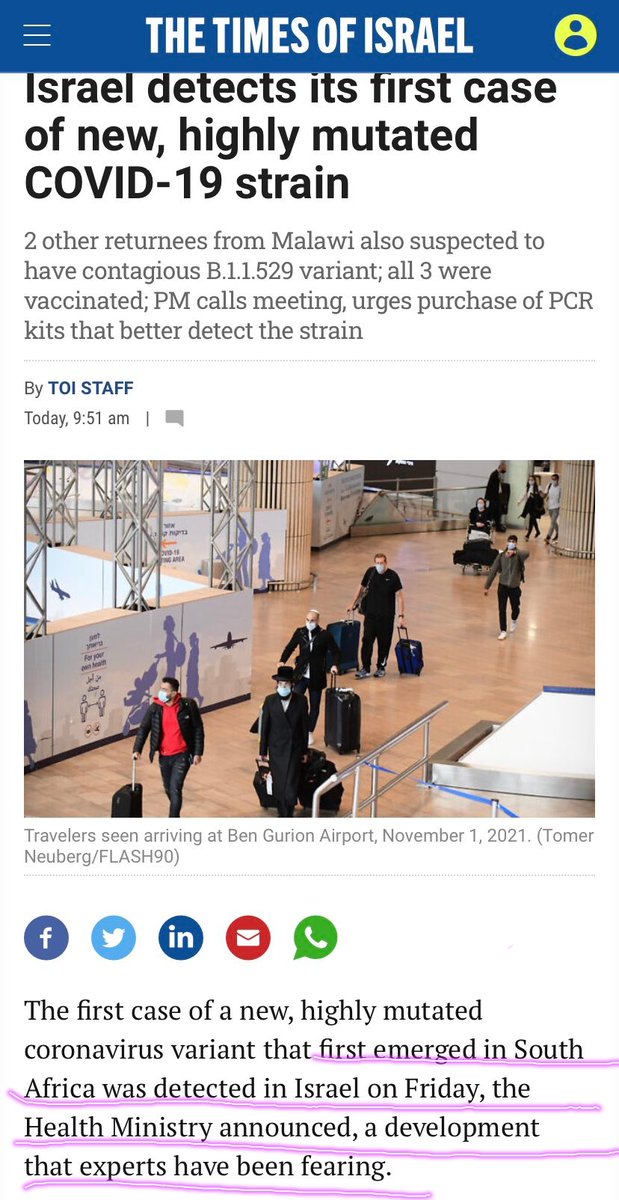 THE TIMES OF ISRAEL
Israel detects its first case
of new, highly mutated
COVID-19 strain
2 other returnees from Malawi also suspected to
have contagious B.1.1.529 variant; all 3 were
vaccinated; PM calls meeting, urges purchase of PCR
kits that better detect the strain
By TOI STAFF
Today, 9:51 am |
For your
own health
Travelers seen arriving at Ben Gurion Airport, November 1, 2021. (Tomer
Neuberg/FLASH90)
The first case of a new, highly mutated
coronavirus variant that first emerged in South
Africa was detected in Israel on Friday, the
Health Ministry announced, a development
that experts have been fearing.